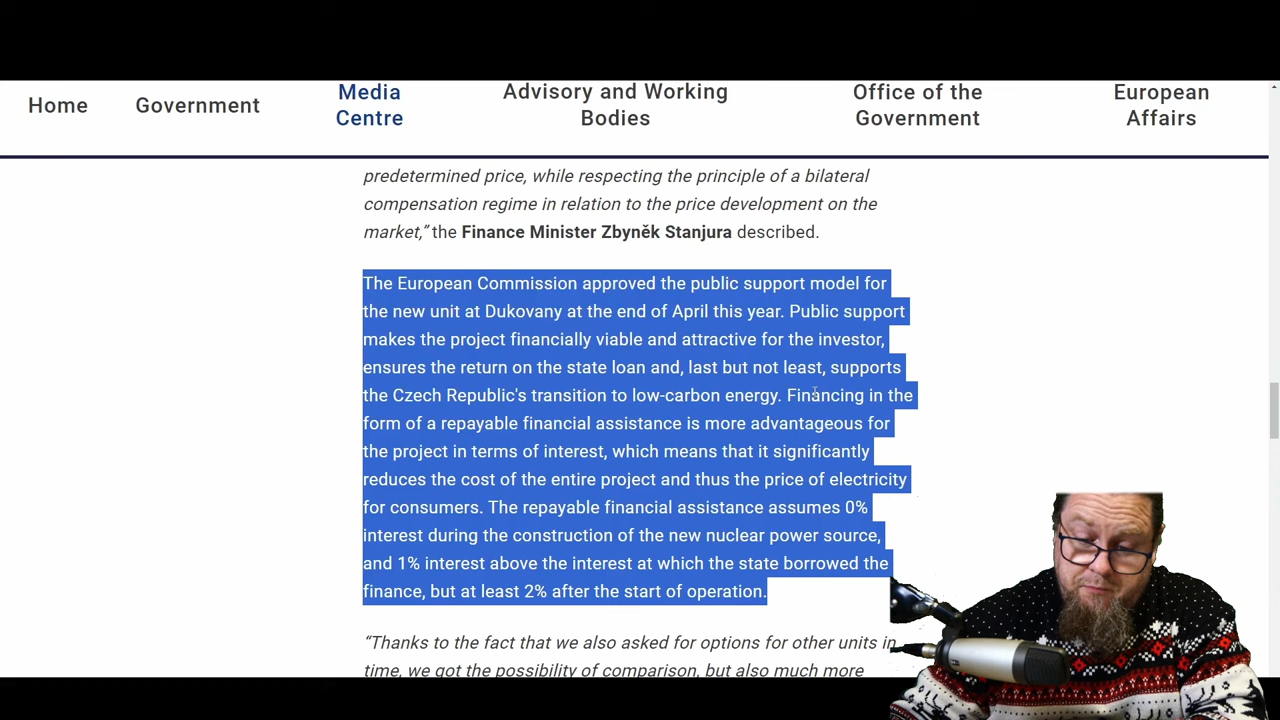 Home Government Media Centre Advisory and Working Bodies Office of the Government European Affairs
predetermined price, while respecting the principle of a bilateral
compensation regime in relation to the price development on the
market,” the Finance Minister Zbyněk Stanjura described.
The European Commission approved the public support model for
the new unit at Dukovany at the end of April this year. Public support
makes the project financially viable and attractive for the investor,
ensures the return on the state loan and, last but not least, supports
the Czech Republic's transition to low-carbon energy. Financing in the
form of a repayable financial assistance is more advantageous for
the project in terms of interest, which means that it significantly
reduces the cost of the entire project and thus the price of electricity
for consumers. The repayable financial assistance assumes 0%
interest during the construction of the new nuclear power source,
and 1% interest above the interest at which the state borrowed the
finance, but at least 2% after the start of operation.
“Thanks to the fact that we also asked for options for other units in
time, we got the possibility of comparison, but also much more